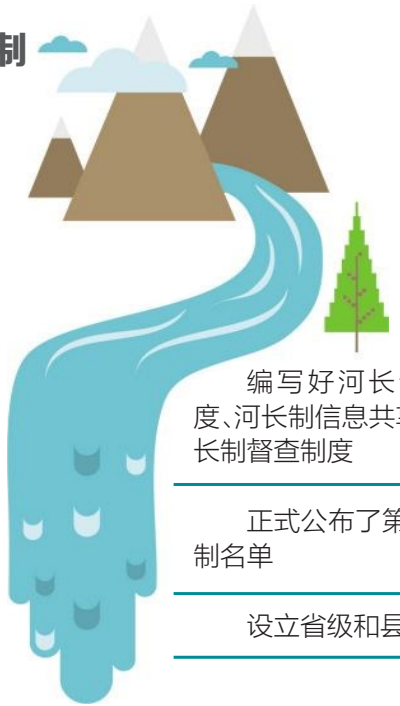 制
编写好河长
度、河长制信息共
长制督查制度
正式公布了第
制名单
设立省级和县